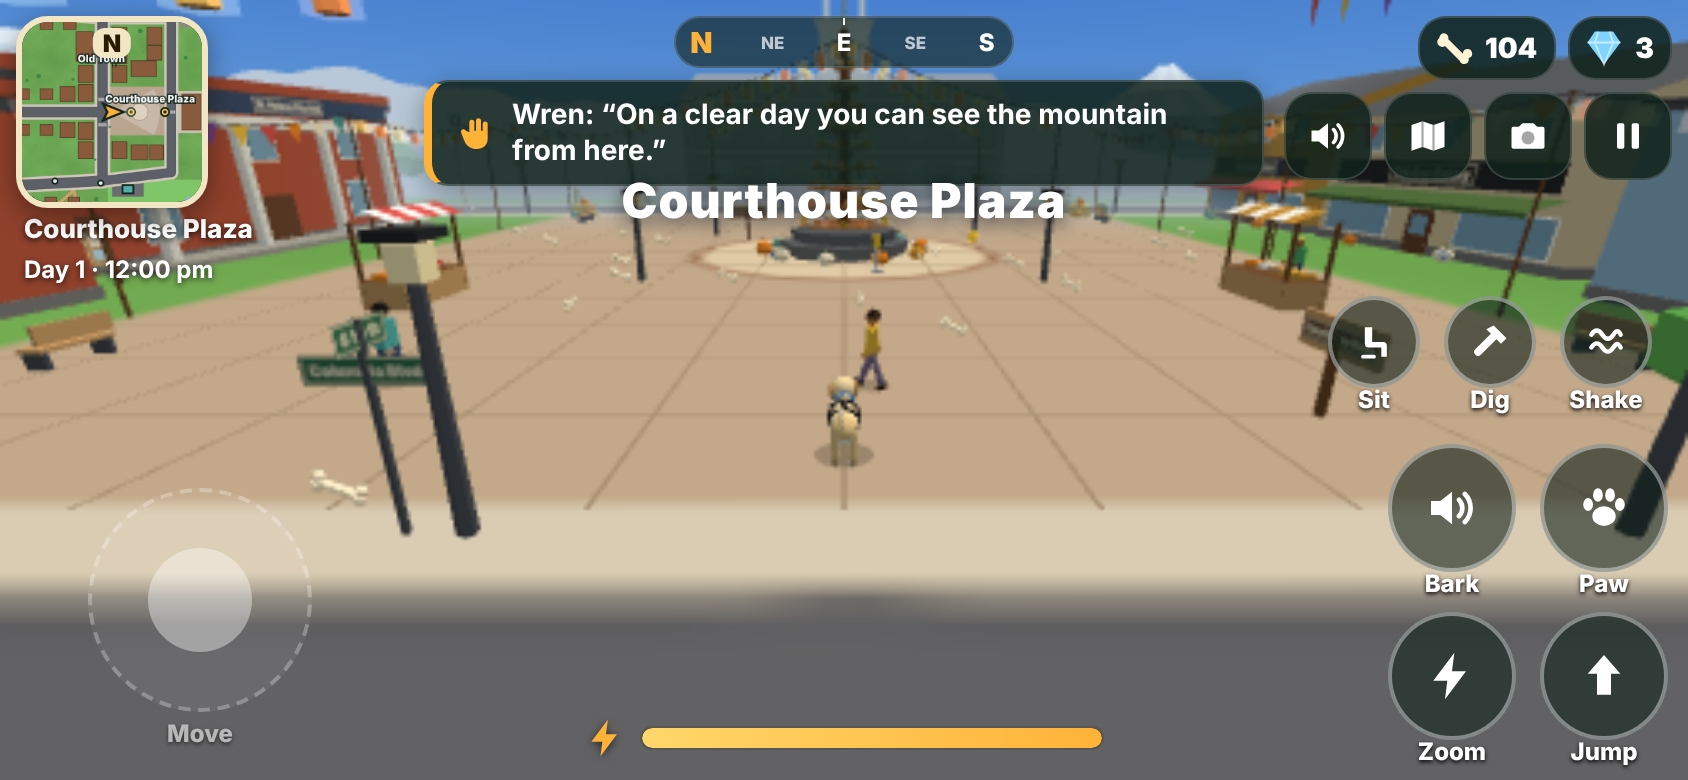 N NE E SE S
104
3
N
Old Town
Courthouse Plaza
Wren: “On a clear day you can see the mountain
from here.”
Courthouse Plaza
Courthouse Plaza
Day 1 · 12:00 pm
Sit
Dig
Shake
Bark
Paw
Move
Zoom
Jump